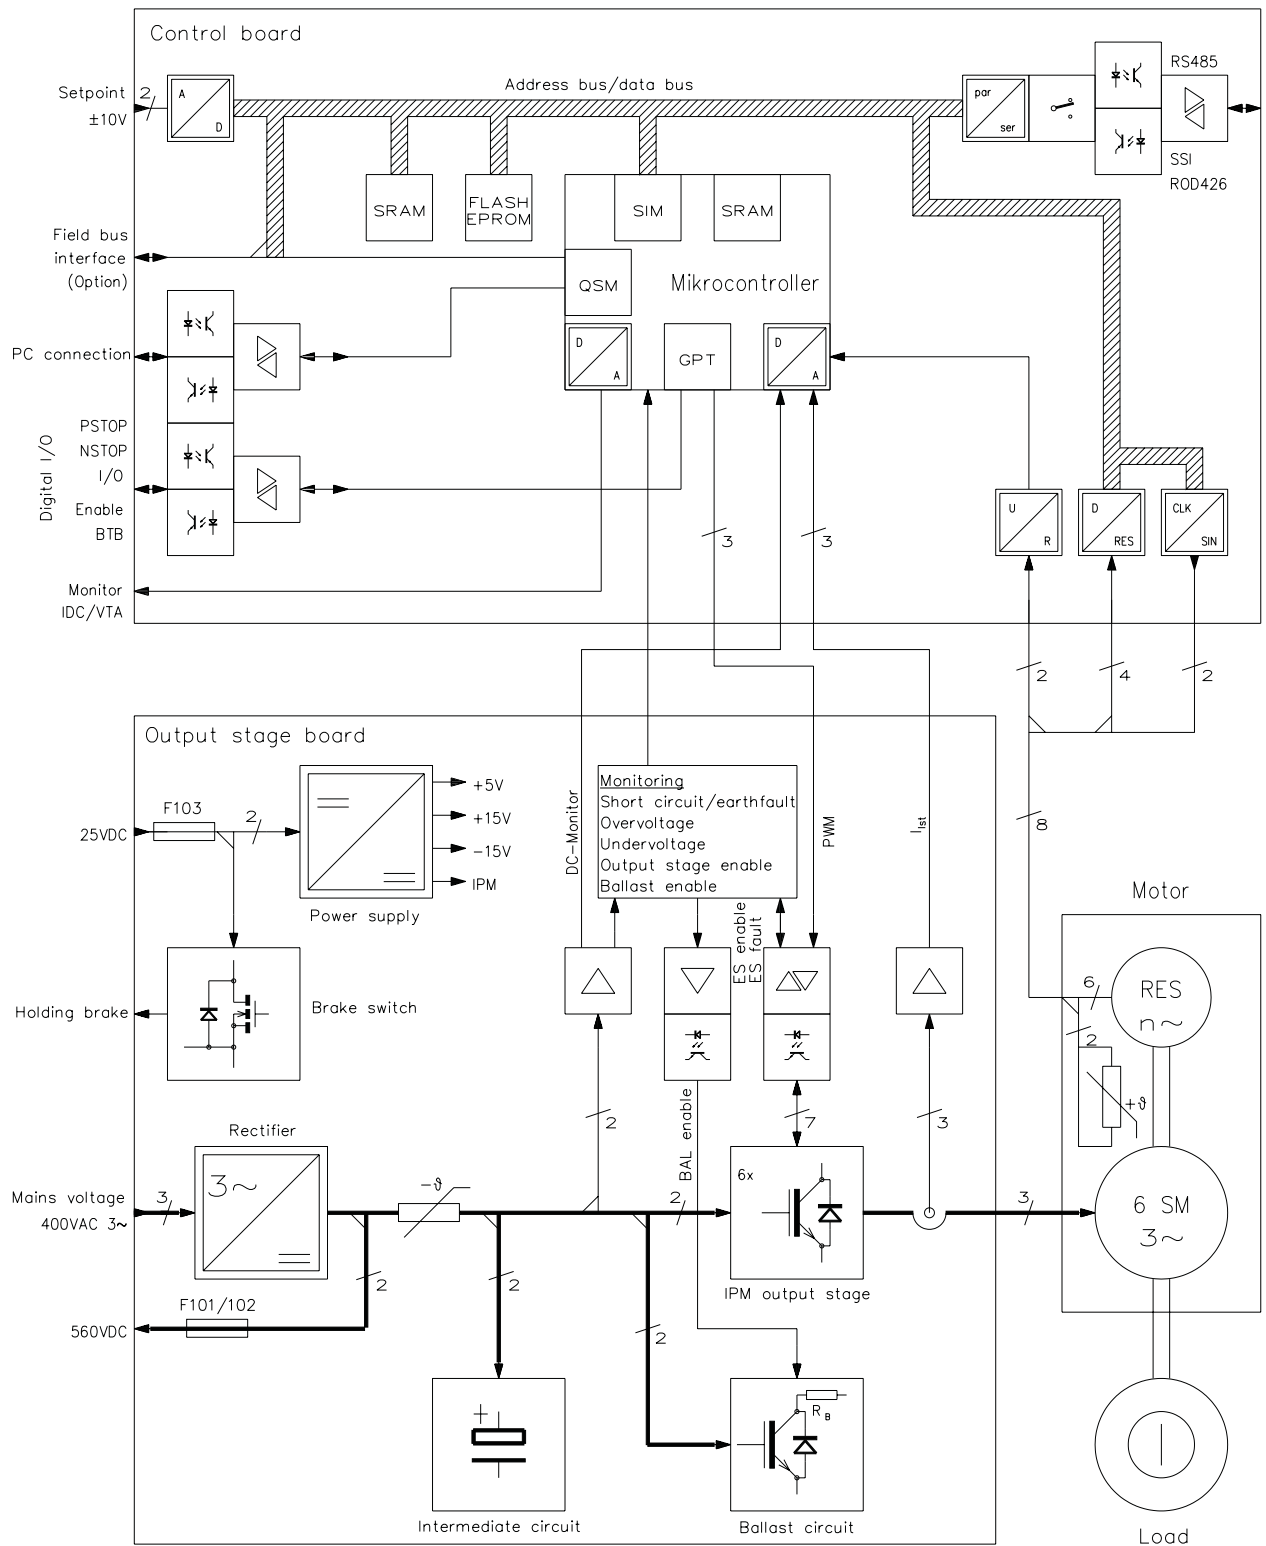 Control board
Setpoint
±10V
2
A
D
Address bus/data bus
par
ser
RS485
SSI
ROD426
SRAM
FLASH
EPROM
SIM
SRAM
Field bus
interface
(Option)
QSM
Mikrocontroller
D
A
GPT
D
A
PC connection
Digital I/O
PSTOP
NSTOP
I/O
Enable
BTB
Monitor
IDC/VTA
3
3
U
R
D
RES
CLK
SIN
2
4
2
8
Output stage board
F103
25VDC
2
+5V
+15V
-15V
IPM
Power supply
DC-Monitor
Monitoring
Short circuit/earthfault
Overvoltage
Undervoltage
Output stage enable
Ballast enable
PWM
IIst
ES enable
ES fault
Holding brake
Brake switch
2
BAL enable
7
3
Motor
6
RES
n~
2
+ϑ
Rectifier
Mains voltage
400VAC 3~
3
3~
-ϑ
2
6x
IPM output stage
3
6 SM
3~
2
2
2
F101/102
560VDC
+
Intermediate circuit
RB
Ballast circuit
Load